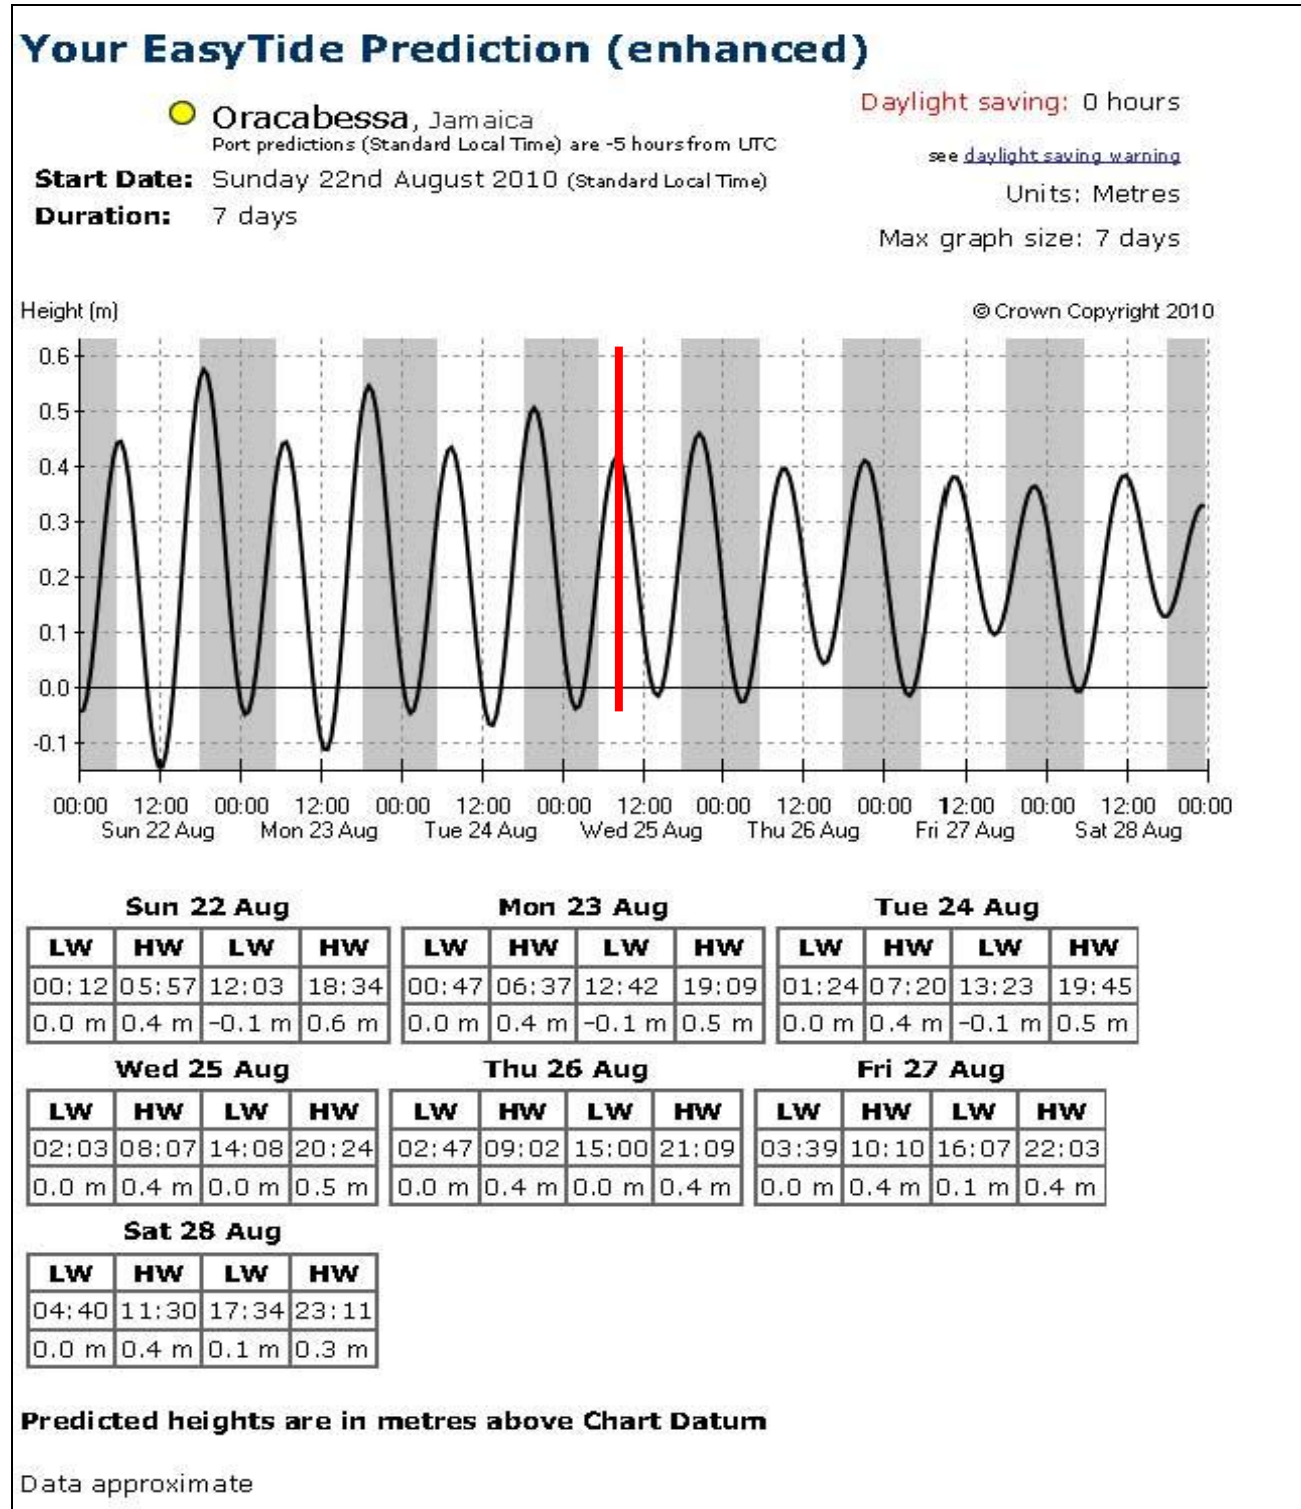 Your EasyTide Prediction (enhanced)
Oracabessa, Jamaica
Port predictions (Standard Local Time) are -5 hours from UTC
Start Date: Sunday 22nd August 2010 (Standard Local Time)
Duration: 7 days
Daylight saving: 0 hours
see daylight saving warning
Units: Metres
Max graph size: 7 days
Height (m)
© Crown Copyright 2010
0.6
0.5
0.4
0.3
0.2
0.1
0.0
-0.1
00:00 12:00 00:00 12:00 00:00 12:00 00:00 12:00 00:00 12:00 00:00 12:00 00:00 12:00 00:00
Sun 22 Aug Mon 23 Aug Tue 24 Aug Wed 25 Aug Thu 26 Aug Fri 27 Aug Sat 28 Aug
Sun 22 Aug
LW HW LW HW
00:12 05:57 12:03 18:34
0.0 m 0.4 m -0.1 m 0.6 m
Mon 23 Aug
LW HW LW HW
00:47 06:37 12:42 19:09
0.0 m 0.4 m -0.1 m 0.5 m
Tue 24 Aug
LW HW LW HW
01:24 07:20 13:23 19:45
0.0 m 0.4 m -0.1 m 0.5 m
Wed 25 Aug
LW HW LW HW
02:03 08:07 14:08 20:24
0.0 m 0.4 m 0.0 m 0.5 m
Thu 26 Aug
LW HW LW HW
02:47 09:02 15:00 21:09
0.0 m 0.4 m 0.0 m 0.4 m
Fri 27 Aug
LW HW LW HW
03:39 10:10 16:07 22:03
0.0 m 0.4 m 0.1 m 0.4 m
Sat 28 Aug
LW HW LW HW
04:40 11:30 17:34 23:11
0.0 m 0.4 m 0.1 m 0.3 m
Predicted heights are in metres above Chart Datum
Data approximate